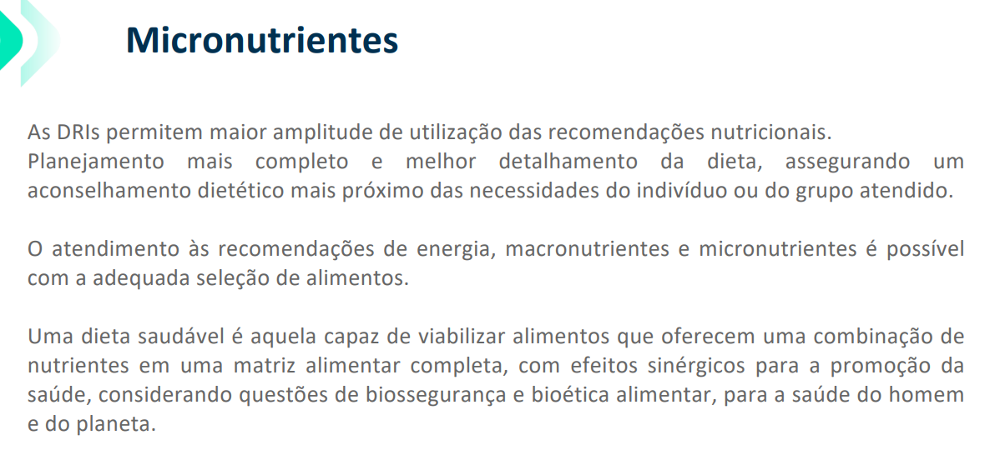 Micronutrientes
As DRIs permitem maior amplitude de utilização das recomendações nutricionais.
Planejamento mais completo e melhor detalhamento da dieta, assegurando um
aconselhamento dietético mais próximo das necessidades do indivíduo ou do grupo atendido.
O atendimento às recomendações de energia, macronutrientes e micronutrientes é possível
com a adequada seleção de alimentos.
Uma dieta saudável é aquela capaz de viabilizar alimentos que oferecem uma combinação de
nutrientes em uma matriz alimentar completa, com efeitos sinérgicos para a promoção da
saúde, considerando questões de biossegurança e bioética alimentar, para a saúde do homem
e do planeta.